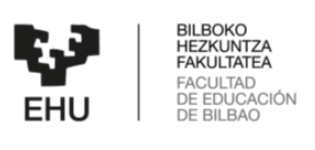 EHU
BILBOKO
HEZKUNTZA
FAKULTATEA
FACULTAD
DE EDUCACIÓN
DE BILBAO